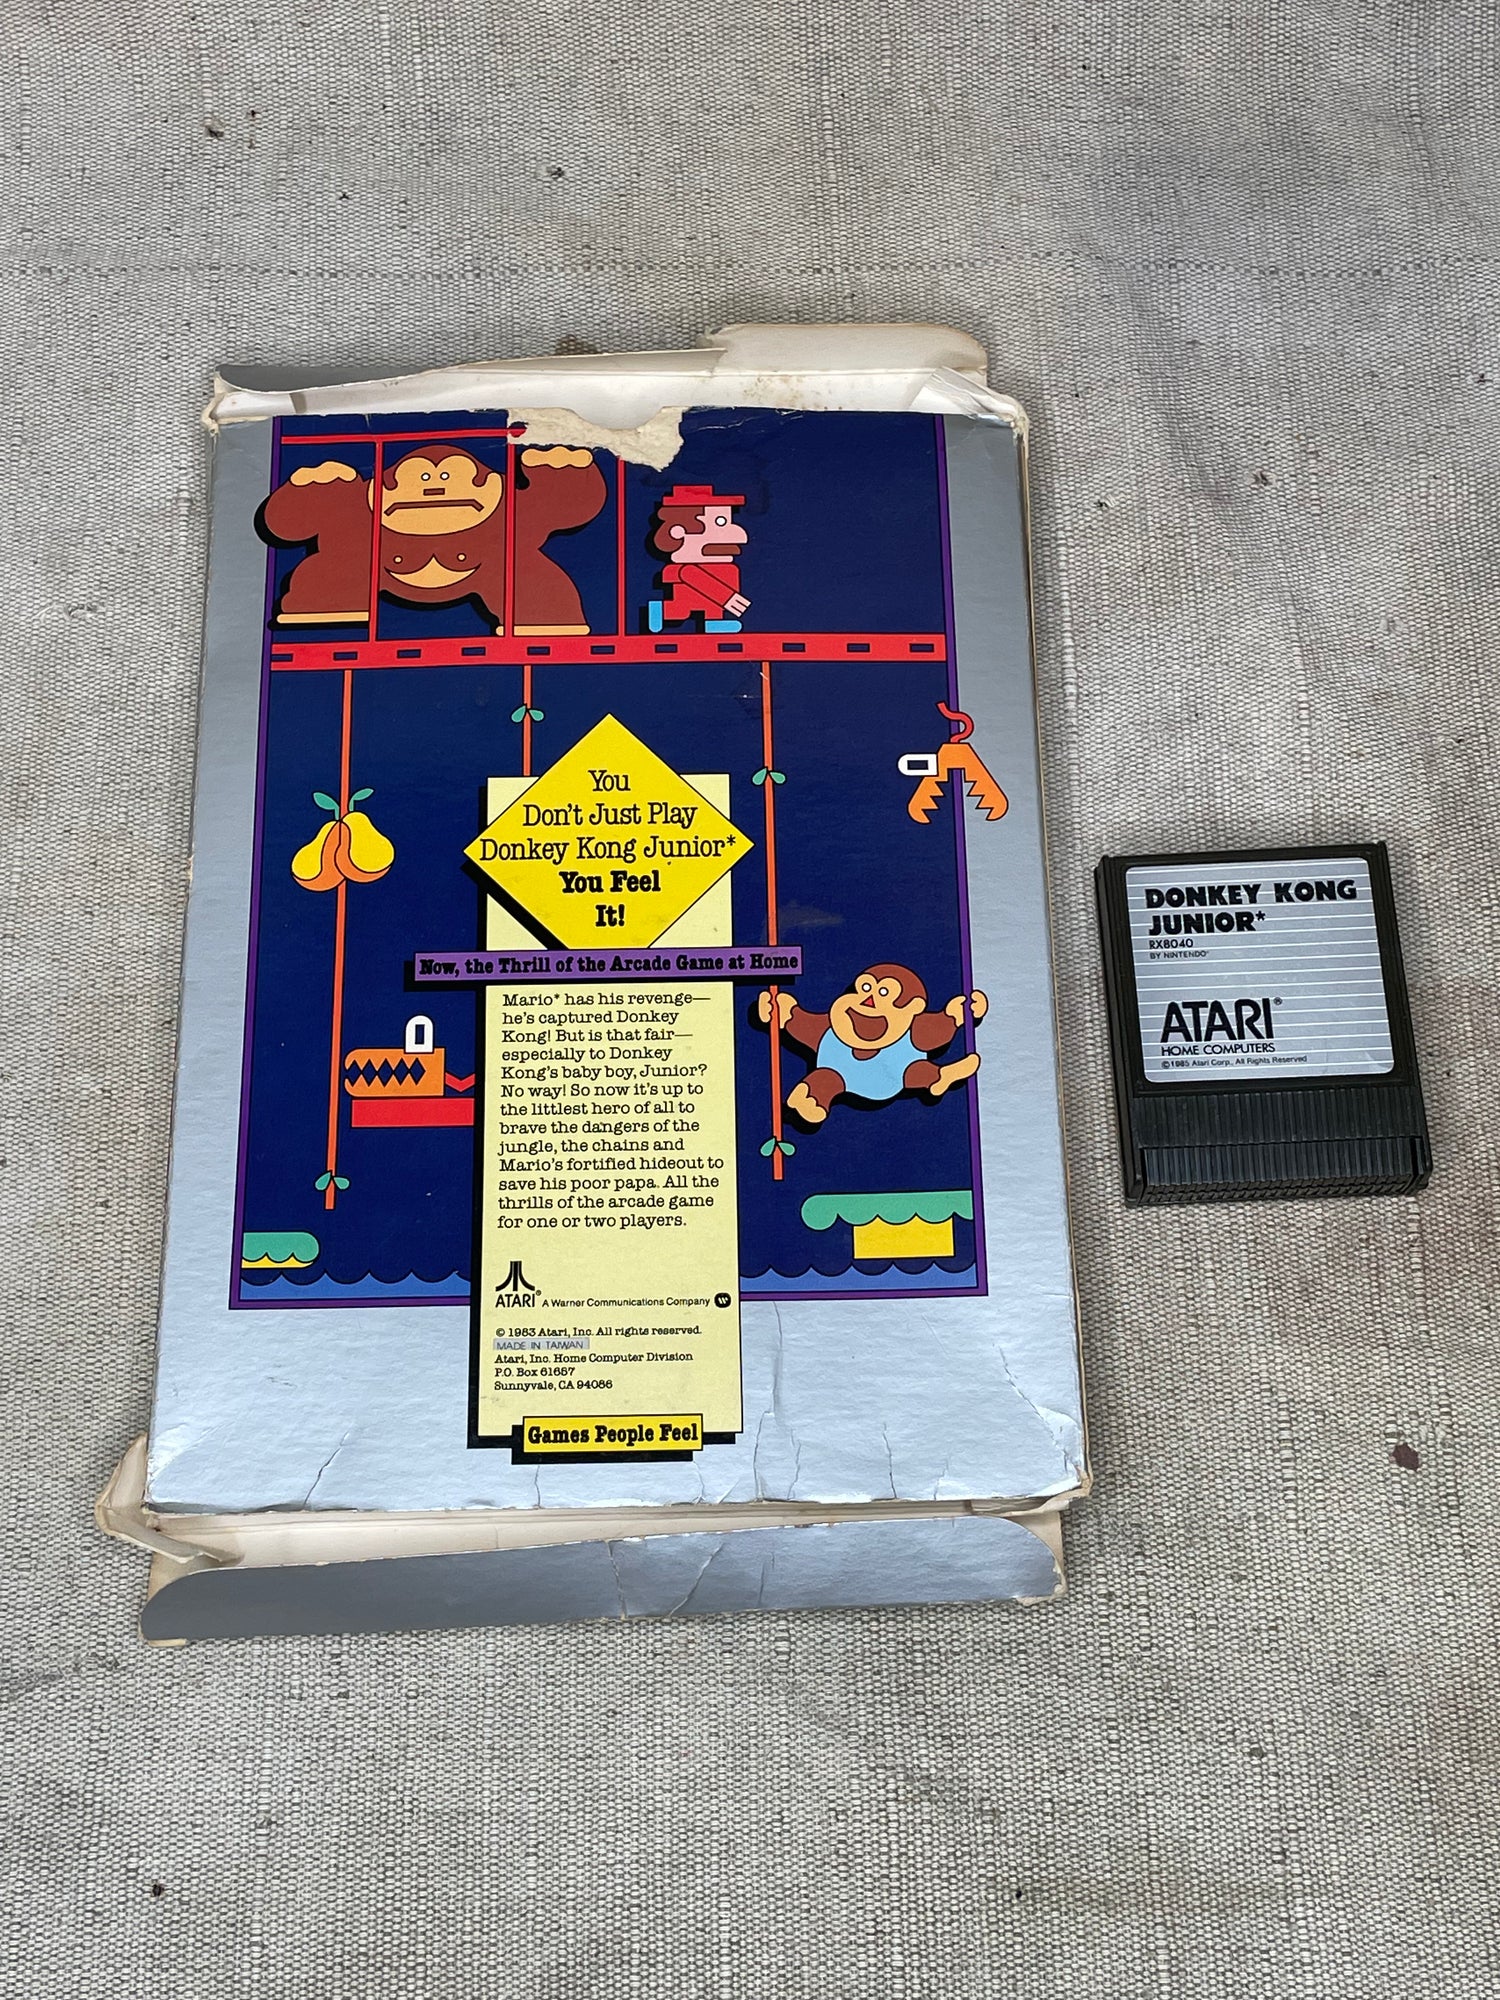 You
Don't Just Play
Donkey Kong Junior*
You Feel
It!
Now, the Thrill of the Arcade Game at Home
Mario* has his revenge—
he's captured Donkey
Kong! But is that fair—
especially to Donkey
Kong's baby boy, Junior?
No way! So now it's up to
the littlest hero of all to
brave the dangers of the
jungle, the chains and
Mario's fortified hideout to
save his poor papa. All the
thrills of the arcade game
for one or two players.
ATARI® A Warner Communications Company
© 1983 Atari, Inc. All rights reserved.
MADE IN TAIWAN
Atari, Inc. Home Computer Division
P.O. Box 61657
Sunnyvale, CA 94086
Games People Feel
DONKEY KONG
JUNIOR*
RX8040
BY NINTENDO®
ATARI®
HOME COMPUTERS
©1985 Atari Corp., All Rights Reserved